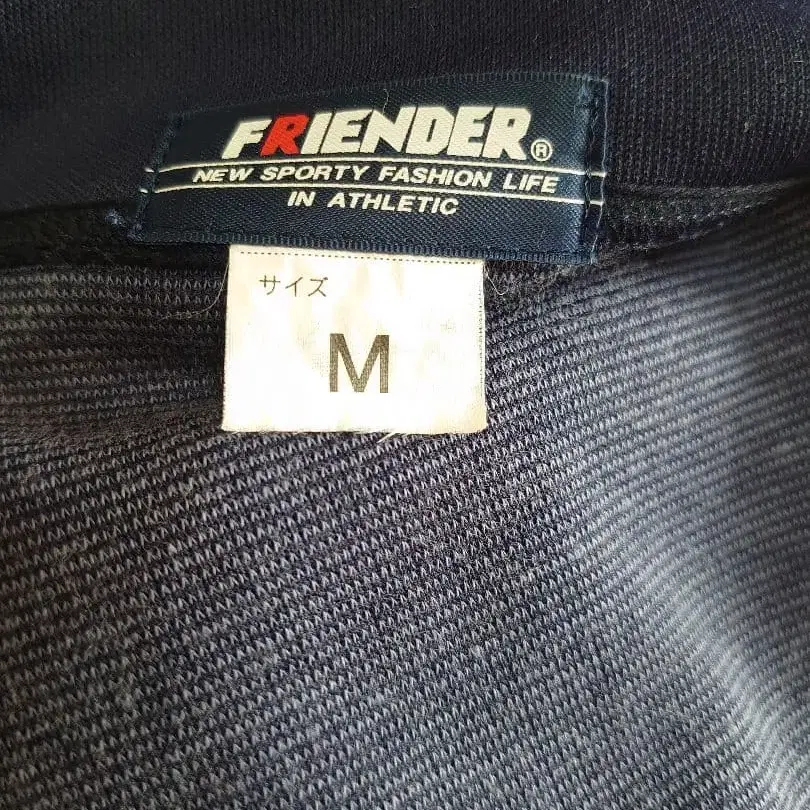 FRIENDER®
NEW SPORTY FASHION LIFE
IN ATHLETIC
サイズ
M